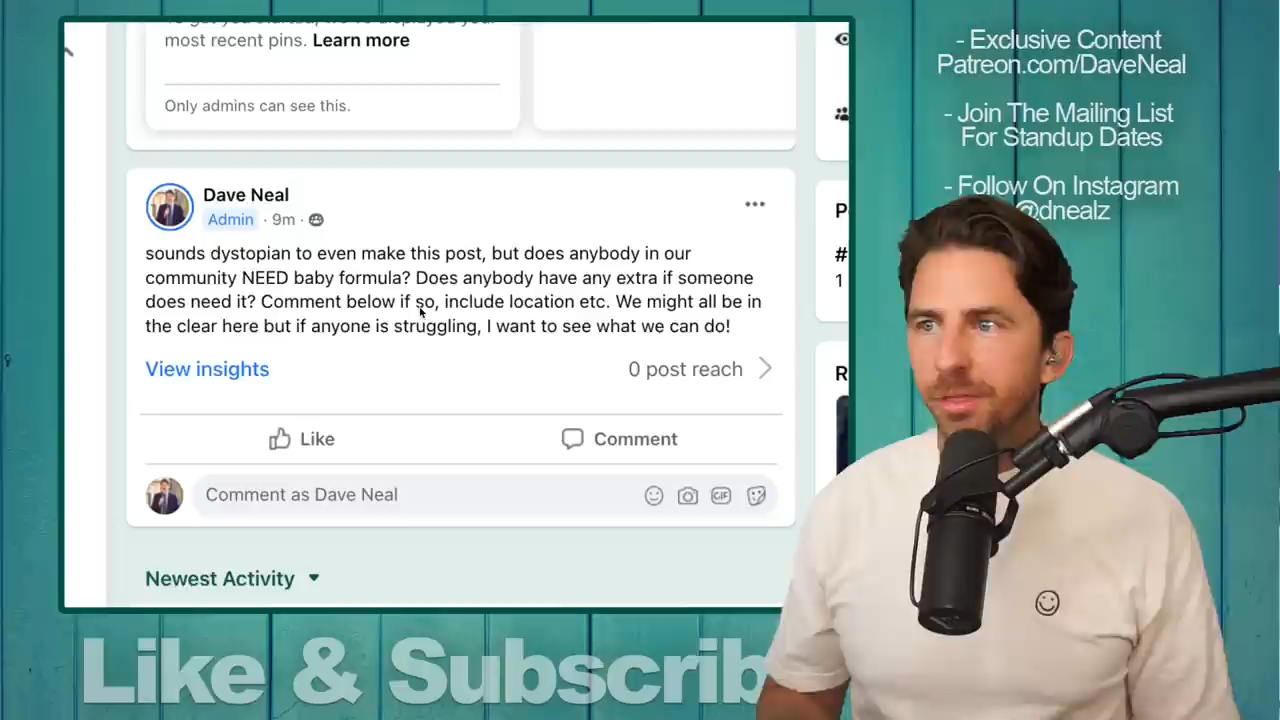 most recent pins. Learn more
Only admins can see this.
Dave Neal
Admin · 9m ·
sounds dystopian to even make this post, but does anybody in our
community NEED baby formula? Does anybody have any extra if someone
does need it? Comment below if so, include location etc. We might all be in
the clear here but if anyone is struggling, I want to see what we can do!
View insights
0 post reach
Like
Comment
Comment as Dave Neal
GIF
Newest Activity
P
#
1
R
- Exclusive Content
Patreon.com/DaveNeal
- Join The Mailing List
For Standup Dates
- Follow On Instagram
@dnealz
Like & Subscrib